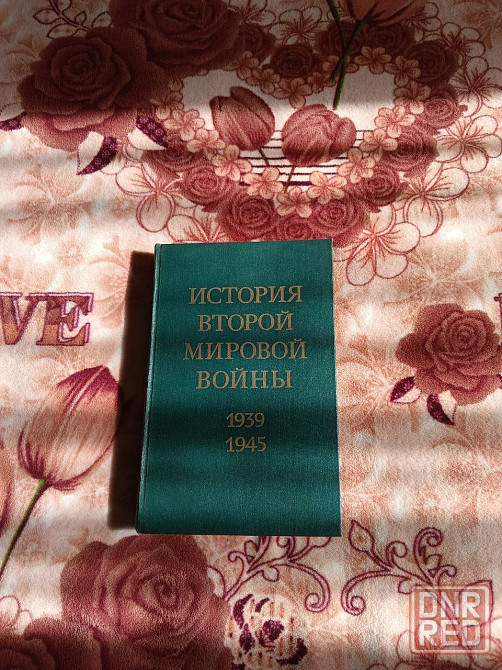 ИСТОРИЯ
ВТОРОЙ
МИРОВОЙ
ВОЙНЫ
1939
1945
VE
DNR
RED